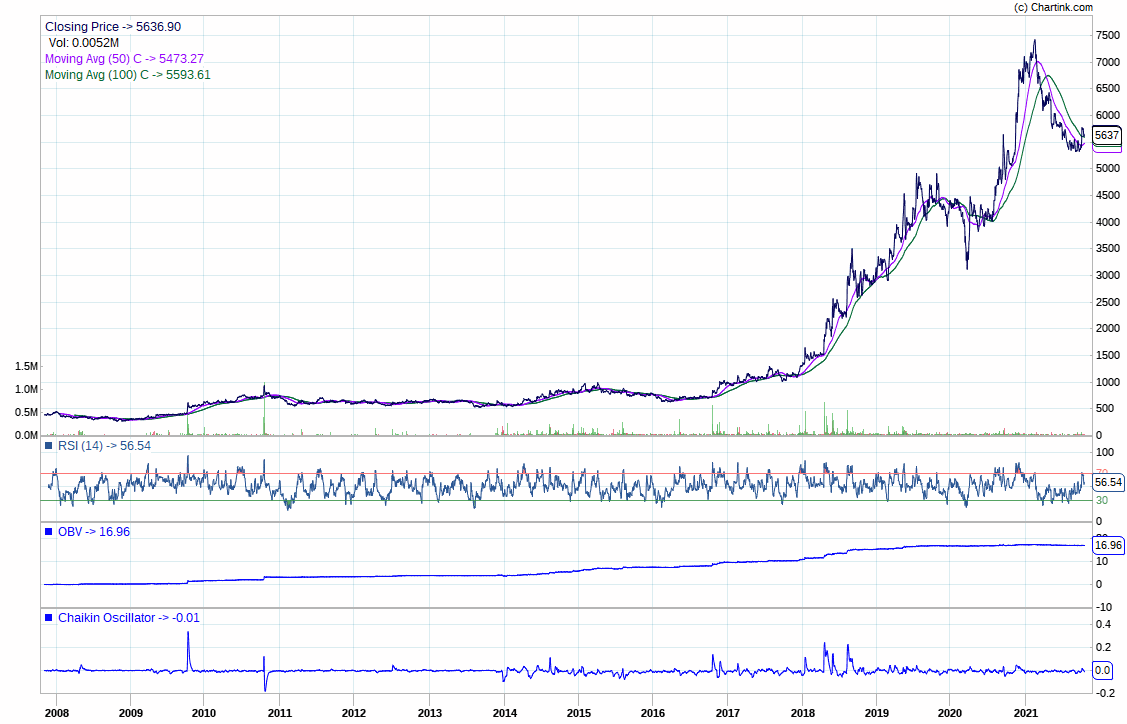 (c) Chartink.com
Closing Price -> 5636.90
Vol: 0.0052M
Moving Avg (50) C -> 5473.27
Moving Avg (100) C -> 5593.61
7500
7000
6500
6000
5637
5000
4500
4000
3500
3000
2500
2000
1500
1000
500
0
1.5M
1.0M
0.5M
0.0M
RSI (14) -> 56.54
100
70
56.54
30
0
OBV -> 16.96
16.96
10
0
-10
Chaikin Oscillator -> -0.01
0.4
0.2
0.0
-0.2
2008 2009 2010 2011 2012 2013 2014 2015 2016 2017 2018 2019 2020 2021